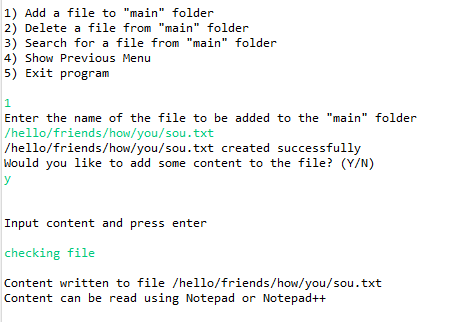 1) Add a file to "main" folder
2) Delete a file from "main" folder
3) Search for a file from "main" folder
4) Show Previous Menu
5) Exit program
1
Enter the name of the file to be added to the "main" folder
/hello/friends/how/you/sou.txt
/hello/friends/how/you/sou.txt created successfully
Would you like to add some content to the file? (Y/N)
y
Input content and press enter
checking file
Content written to file /hello/friends/how/you/sou.txt
Content can be read using Notepad or Notepad++